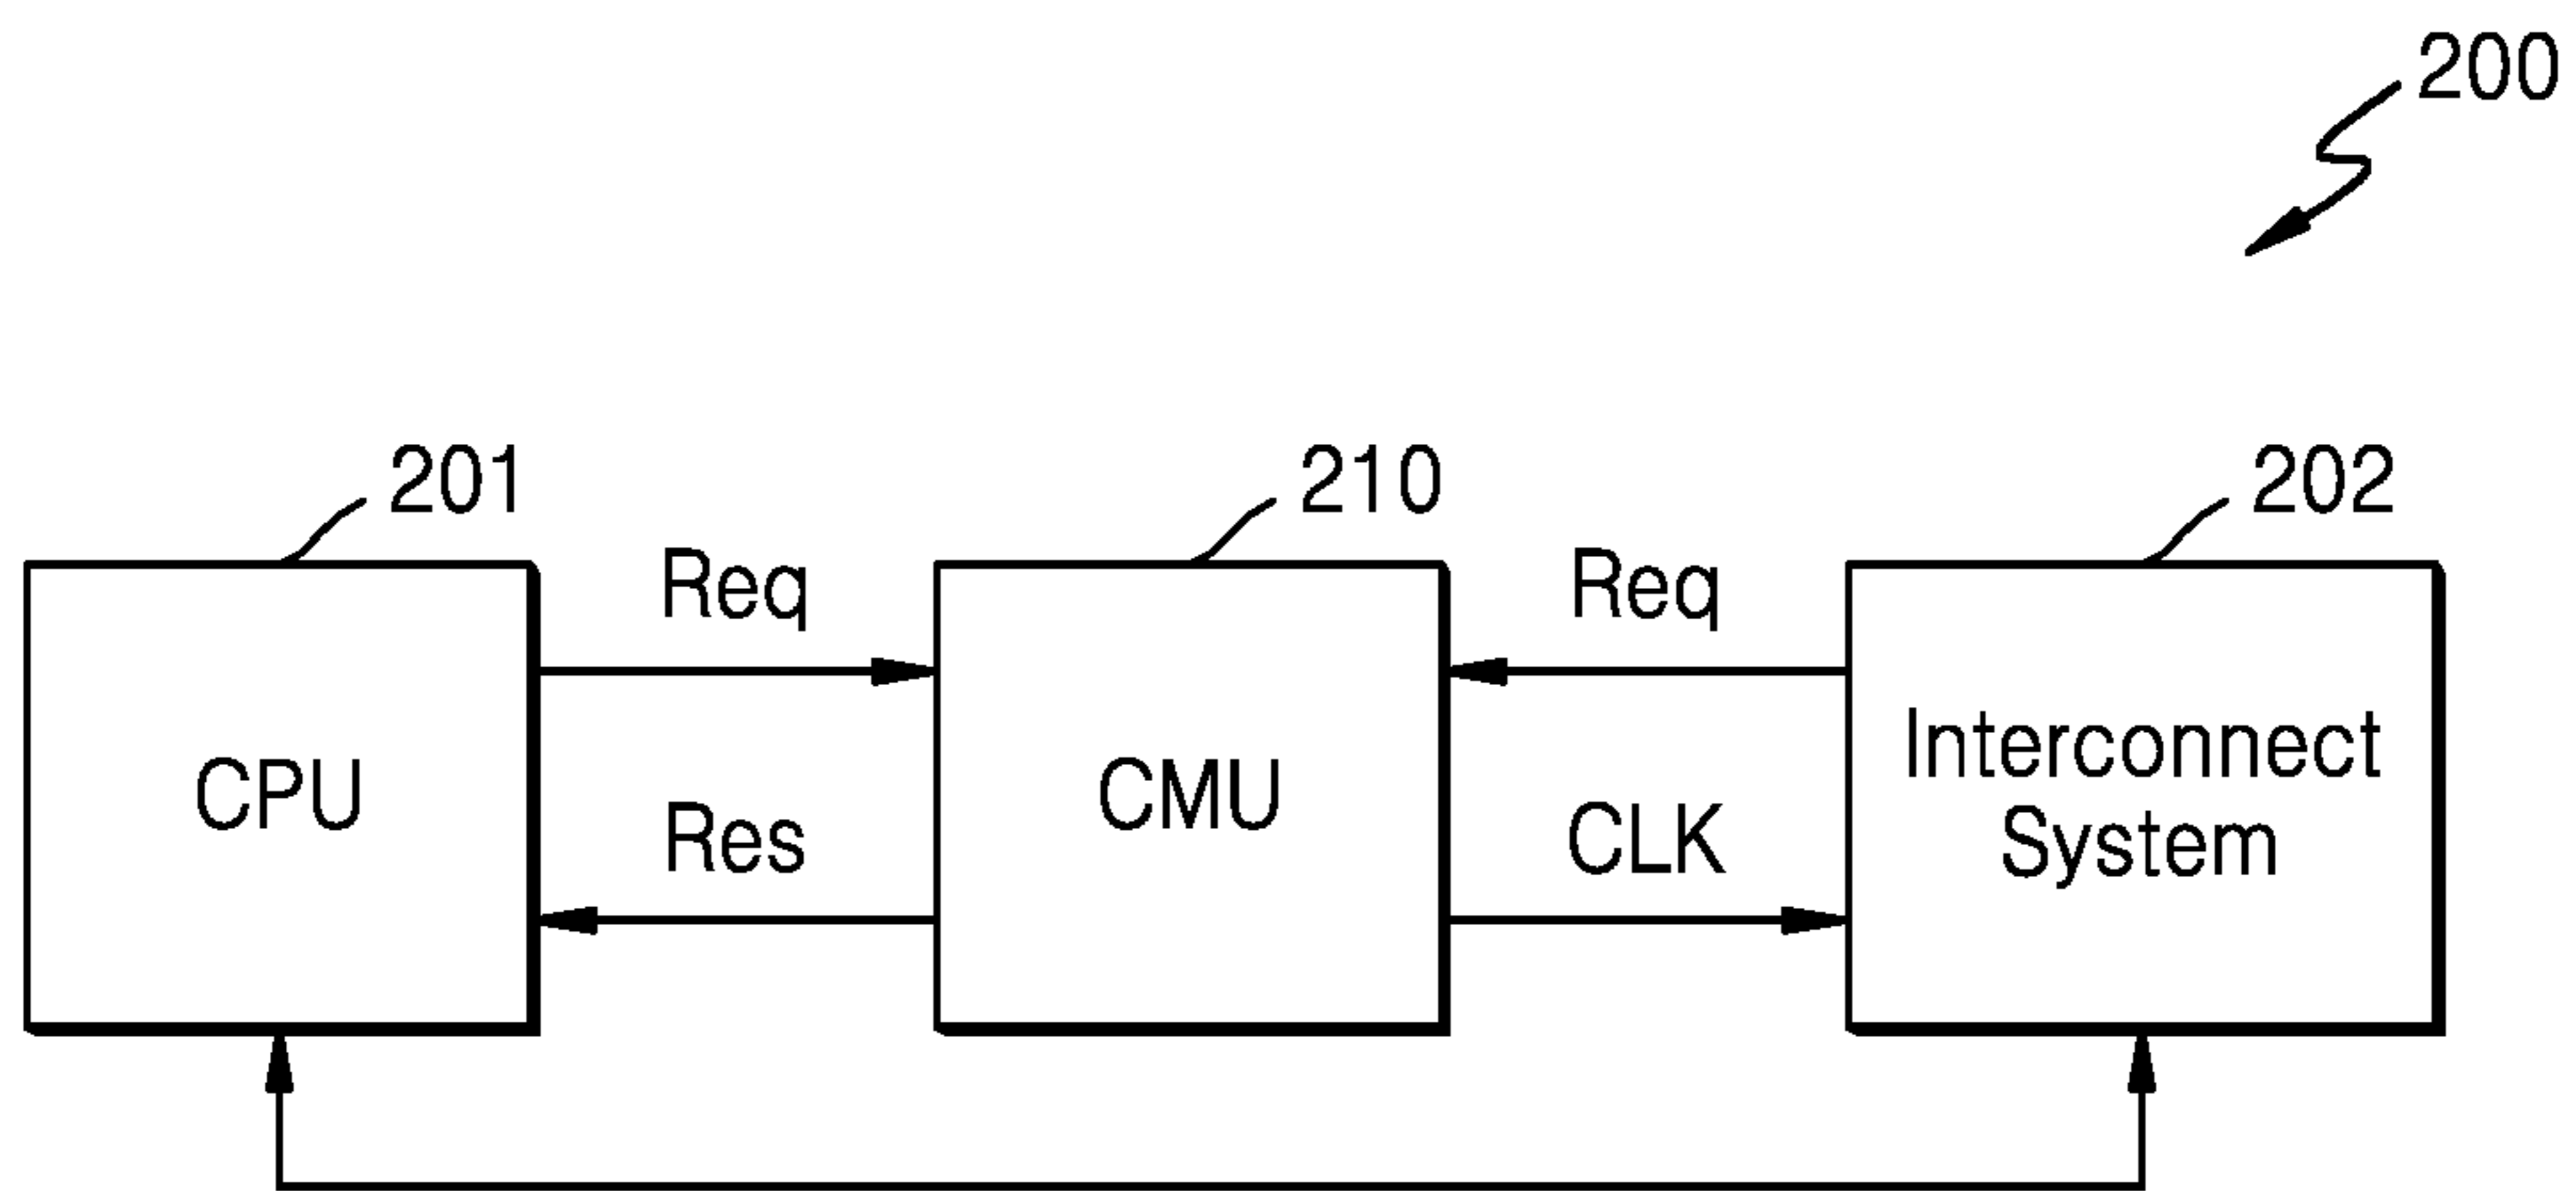 200
201
210
202
Req
Req
CPU
CMU
Interconnect
System
Res
CLK